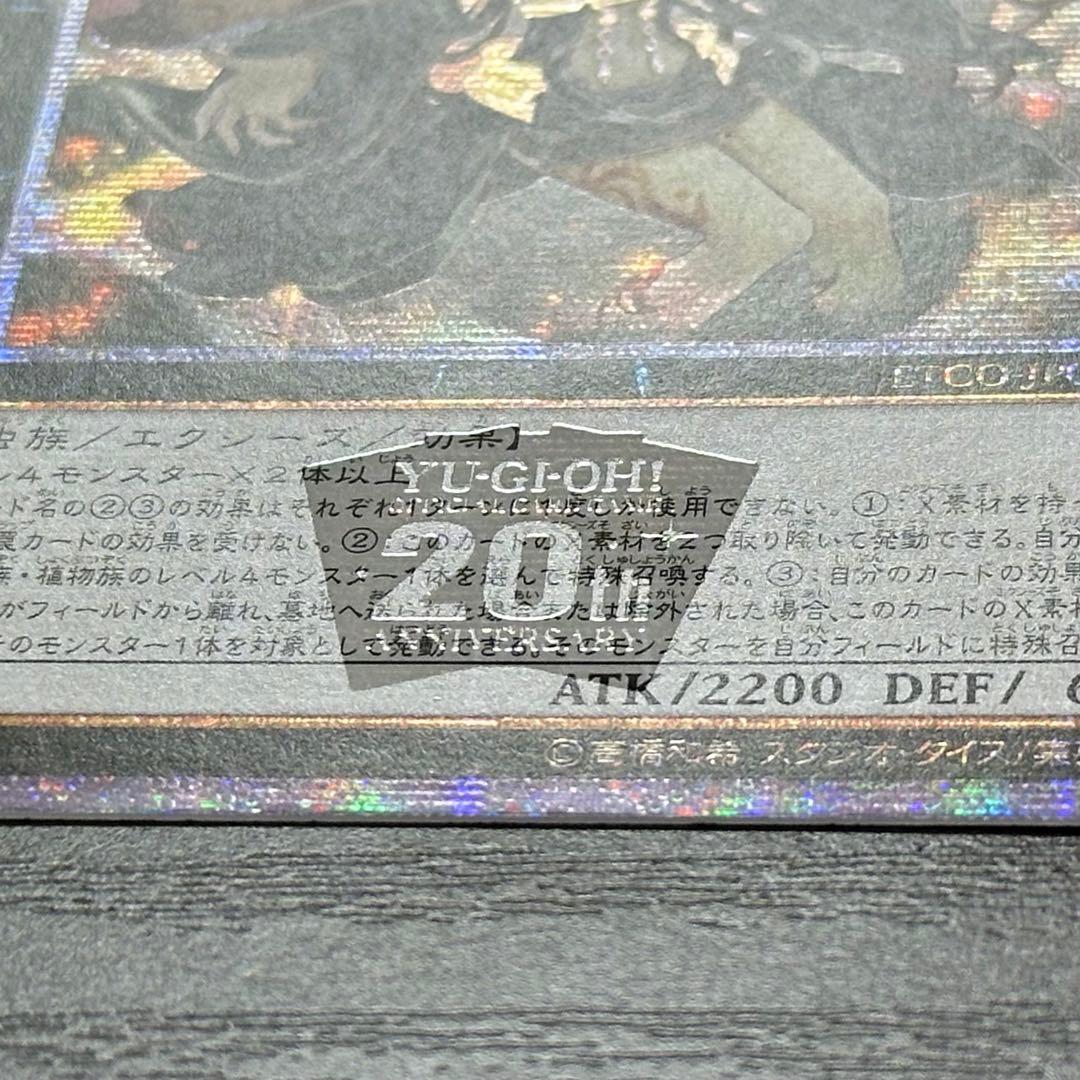 ETCO-JP
虫族/エクシーズ/効果】
ル4モンスター×2体以上
ード名の②③の効果はそれぞれ1ターンに1度しか使用できない。①:X素材を持
罠カードの効果を受けない。②:このカードのX素材を2つ取り除いて発動できる。自分
族・植物族のレベル4モンスター1体を選んで特殊召喚する。③:自分のカードの効果
がフィールドから離れ、墓地へ送られた場合または除外された場合、このカードのX素材
そのモンスター1体を対象として発動できる。そのモンスターを自分フィールドに特殊召
YU-GI-OH!
20th
ANNIVERSARY
ATK/2200 DEF/
©高橋和希 スタジオ・ダイス/集